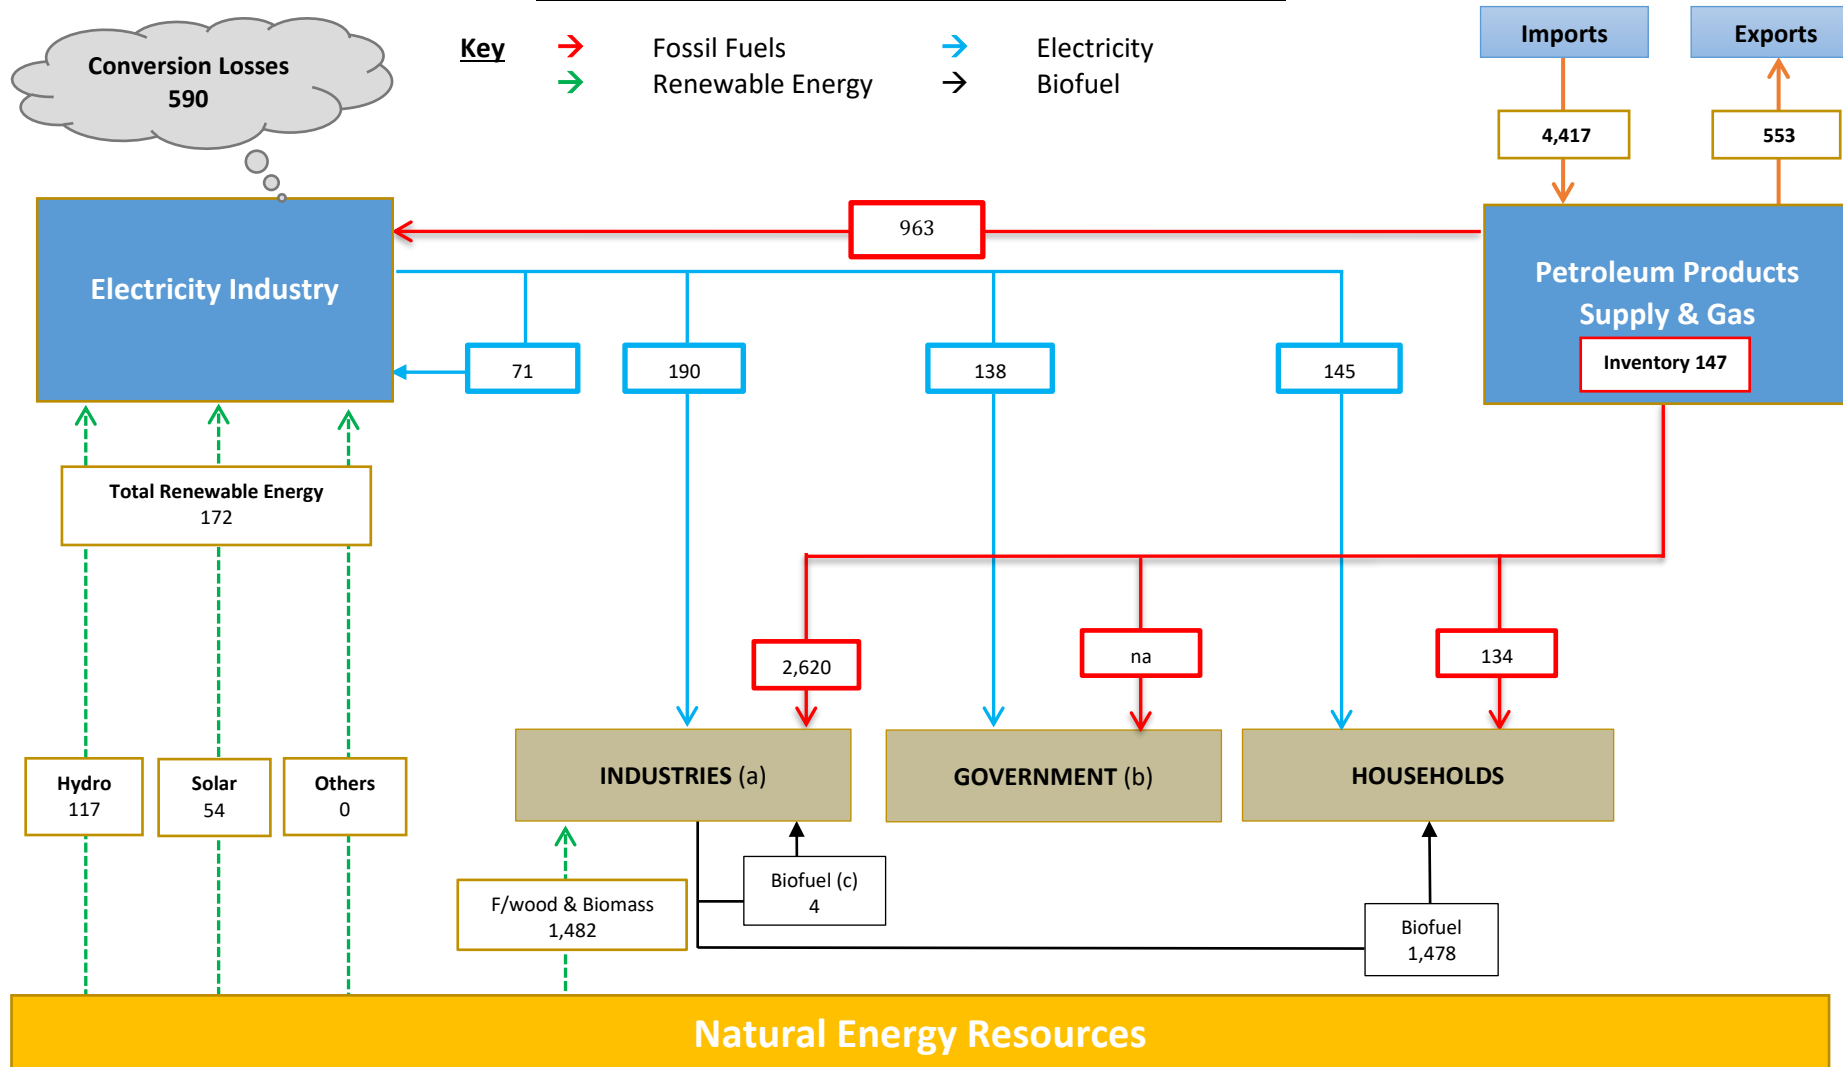 Conversion Losses
590
Key
Fossil Fuels
Electricity
Renewable Energy
Biofuel
Imports
Exports
4,417
553
963
Electricity Industry
Petroleum Products
Supply & Gas
Inventory 147
71
190
138
145
Total Renewable Energy
172
2,620
na
134
Hydro
117
Solar
54
Others
0
INDUSTRIES (a)
GOVERNMENT (b)
HOUSEHOLDS
F/wood & Biomass
1,482
Biofuel (c)
4
Biofuel
1,478
Natural Energy Resources